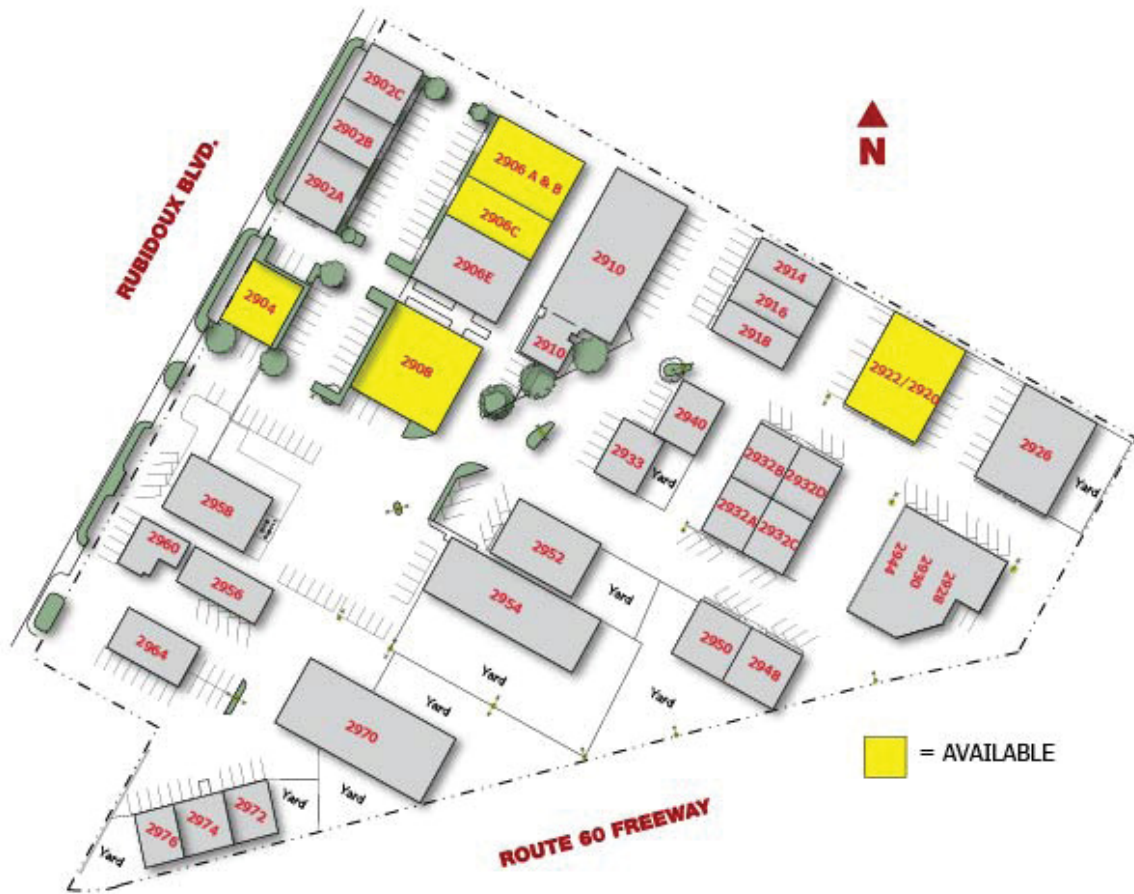 2902C
2902B
2902A
RUBIDOUX BLVD.
N
2906 A & B
2906C
2906E
2910
2910
2904
2908
2914
2916
2918
2922/2920
2926
Yard
2940
2933
Yard
2932B
2932D
2932A
2932C
2944
2930
2928
2958
2960
2956
2964
2952
2954
Yard
2950
2948
Yard
Yard
Yard
2970
Yard
Yard
2972
2974
2976
Yard
= AVAILABLE
ROUTE 60 FREEWAY